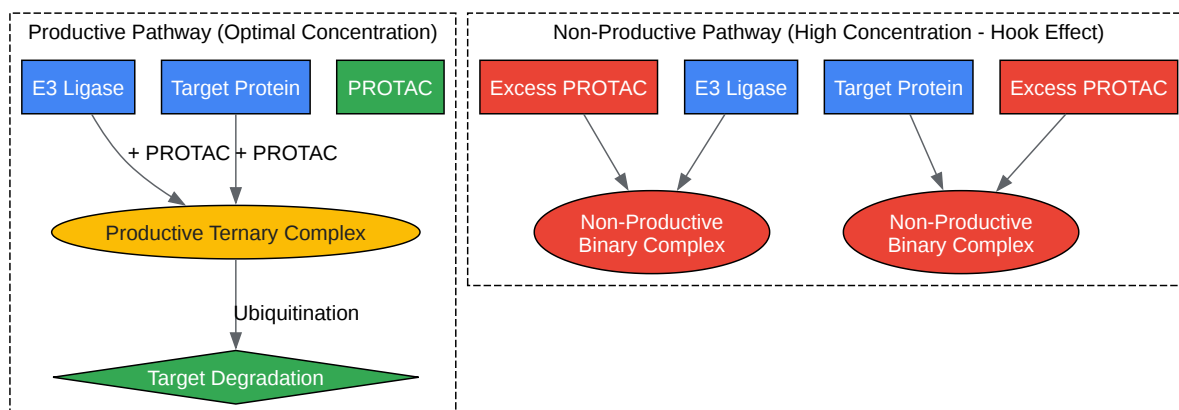 Productive Pathway (Optimal Concentration)
E3 Ligase
Target Protein
PROTAC
+ PROTAC
+ PROTAC
Productive Ternary Complex
Ubiquitination
Target Degradation
Non-Productive Pathway (High Concentration - Hook Effect)
Excess PROTAC
E3 Ligase
Target Protein
Excess PROTAC
Non-Productive
Binary Complex
Non-Productive
Binary Complex